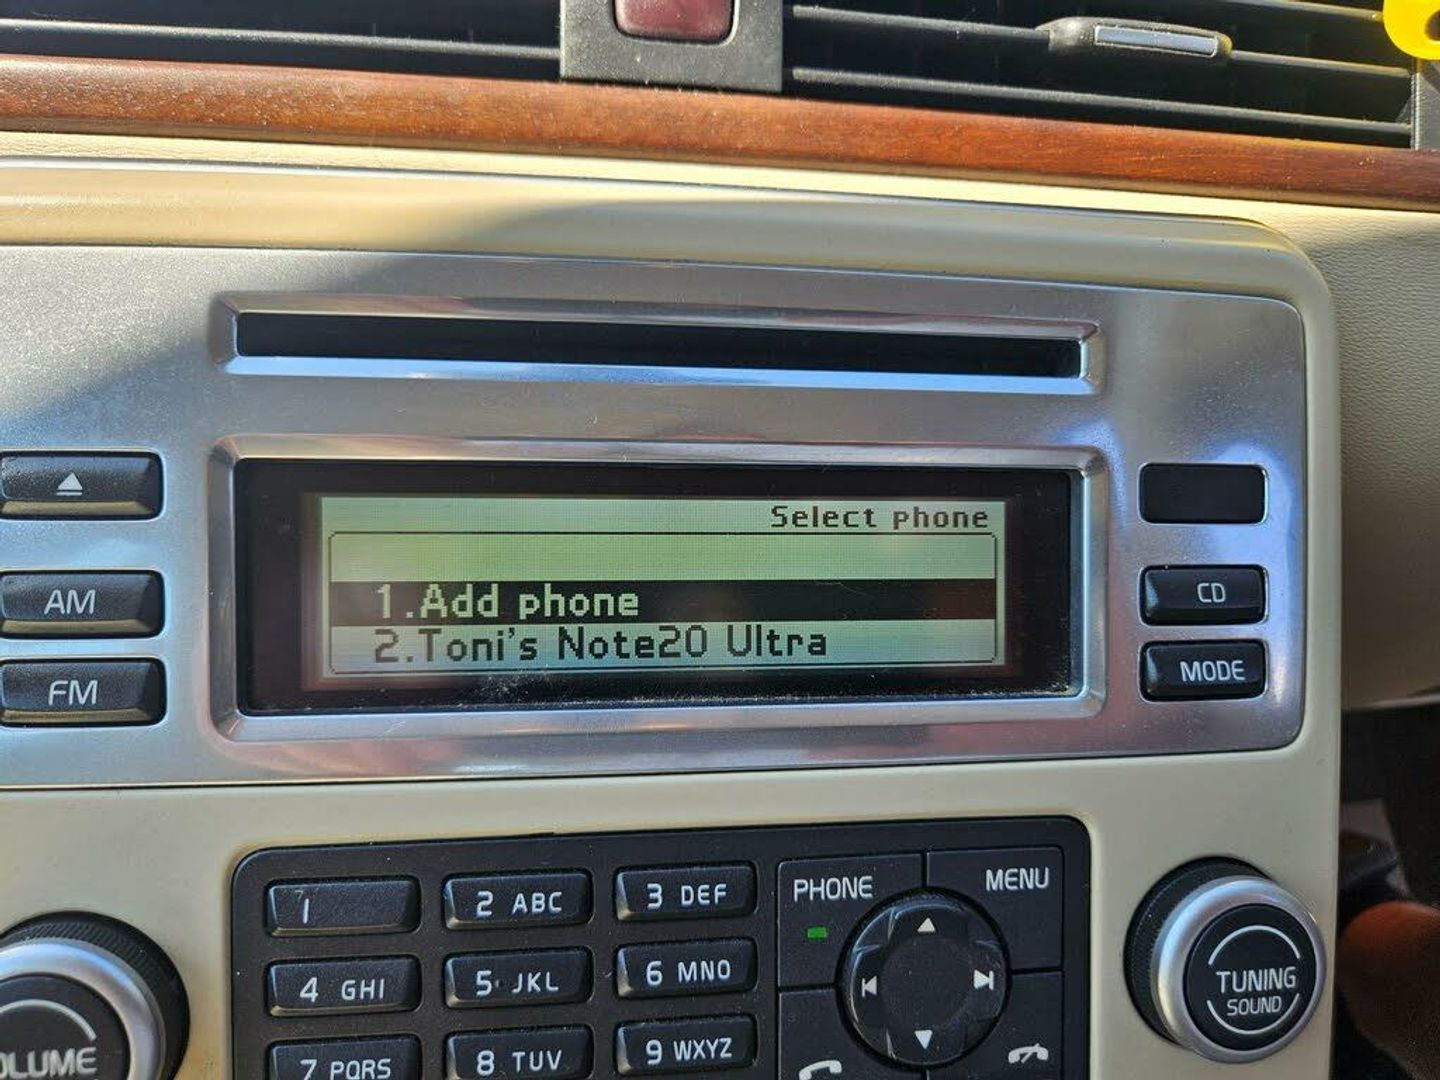 Select phone
1.Add phone
2.Toni's Note20 Ultra
AM
FM
CD
MODE
1
2 ABC
3 DEF
PHONE
MENU
4 GHI
5 JKL
6 MNO
7 PQRS
8 TUV
9 WXYZ
OLUME
TUNING
SOUND